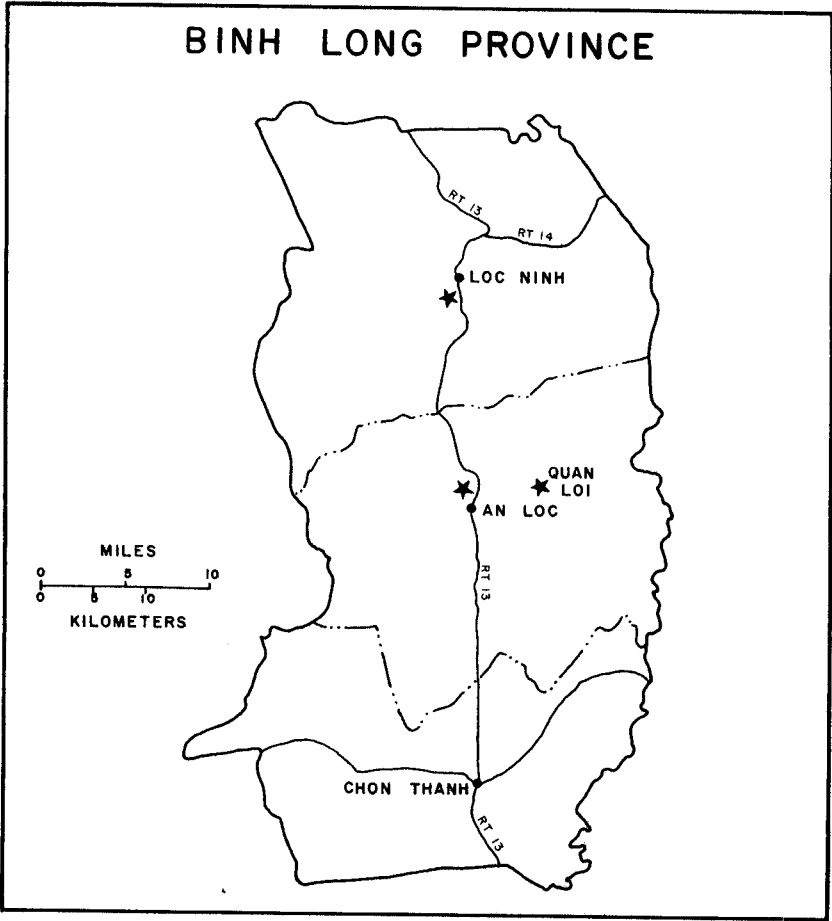 BINH LONG PROVINCE
RT 13
RT 14
LOC NINH
QUAN
LOI
AN LOC
MILES
0 5 10
0 5 10
KILOMETERS
RT 13
CHON THANH
RT 13